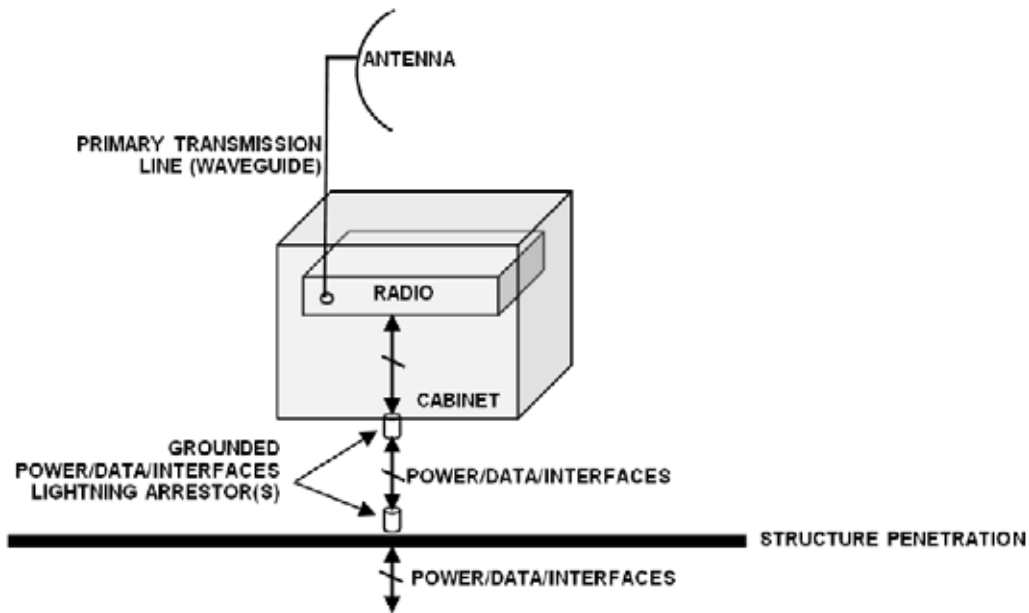 ANTENNA
PRIMARY TRANSMISSION
LINE (WAVEGUIDE)
RADIO
CABINET
GROUNDED
POWER/DATA/INTERFACES
LIGHTNING ARRESTOR(S)
POWER/DATA/INTERFACES
STRUCTURE PENETRATION
POWER/DATA/INTERFACES